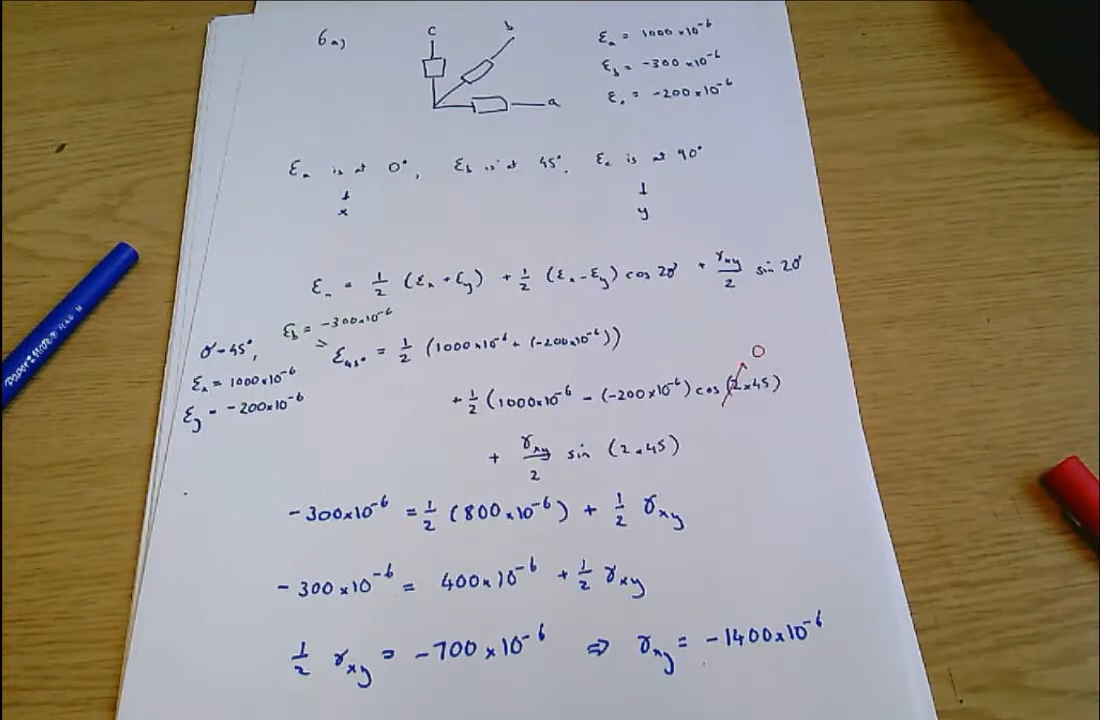 6a)
c b a
εa = 1000×10⁻⁶
εb = -300×10⁻⁶
εc = -200×10⁻⁶
εa is at 0°, εb is at 45°, εc is at 90°
↓ ↓
x y
εn = 1/2 (εx + εy) + 1/2 (εx - εy) cos 2θ + γxy/2 sin 2θ
εb = -300×10⁻⁶
θ = 45°,
εx = 1000×10⁻⁶
εy = -200×10⁻⁶
⇒ ε45° = 1/2 (1000×10⁻⁶ + (-200×10⁻⁶))
+ 1/2 (1000×10⁻⁶ - (-200×10⁻⁶) cos (2×45) 0
+ γxy/2 sin (2×45)
-300×10⁻⁶ = 1/2 (800×10⁻⁶) + 1/2 γxy
-300×10⁻⁶ = 400×10⁻⁶ + 1/2 γxy
1/2 γxy = -700×10⁻⁶ ⇒ γxy = -1400×10⁻⁶